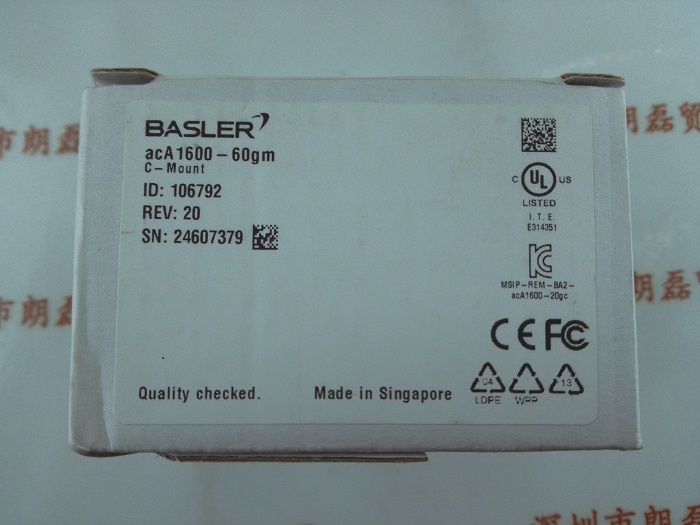 BASLER
acA1600-60gm
C-Mount
ID: 106792
REV: 20
SN: 24607379
C UL US
LISTED
I. T. E.
E314351
MSIP-REM-BA2-
acA1600-20gc
CE FC
04
LDPE
WPP
13
Quality checked.
Made in Singapore
市朗磊
朗磊贸
市朗磊
朗磊贸
深圳市朗磊